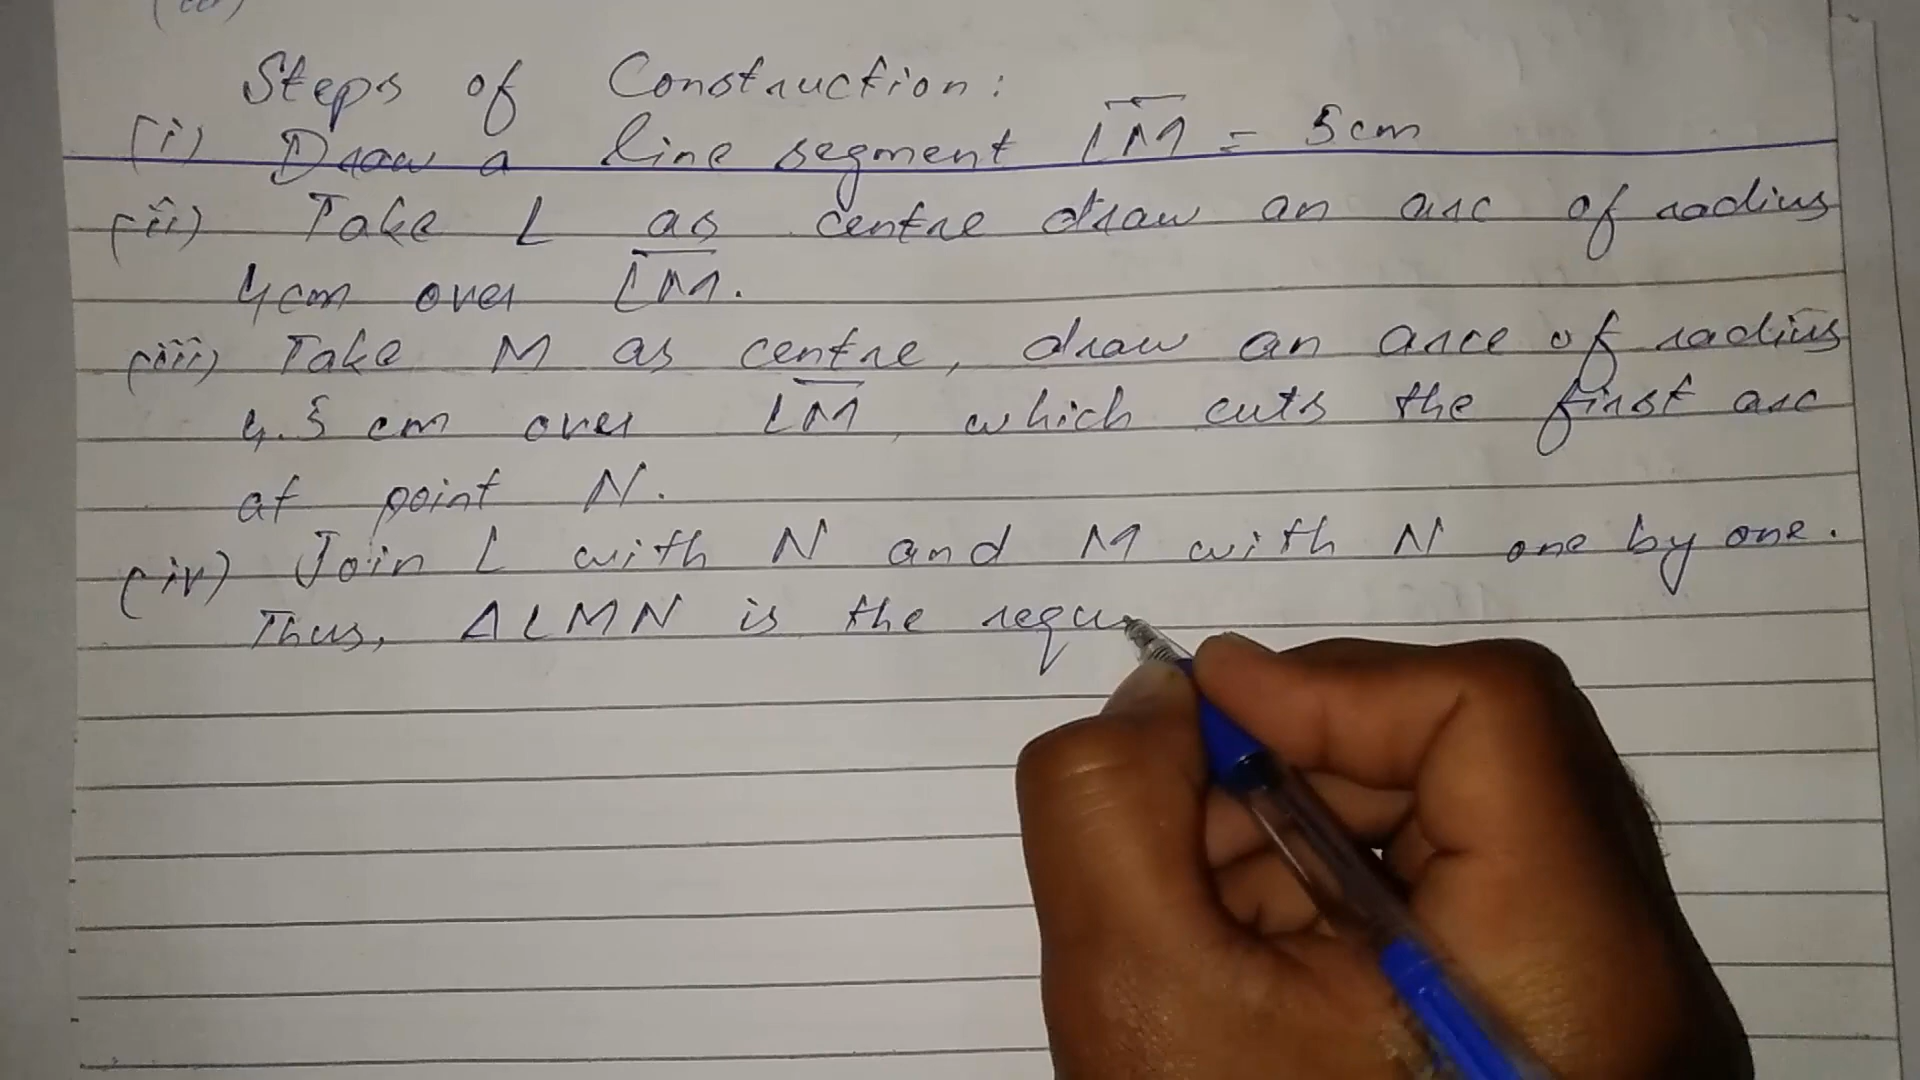 Steps of Construction:
(i) Draw a line segment LM = 5cm
(ii) Take L as centre draw an arc of radius
4cm over LM.
(iii) Take M as centre, draw an arce of radius
4.5 cm over LM, which cuts the first arc
at point N.
(iv) Join L with N and M with N one by one.
Thus, ΔLMN is the requ